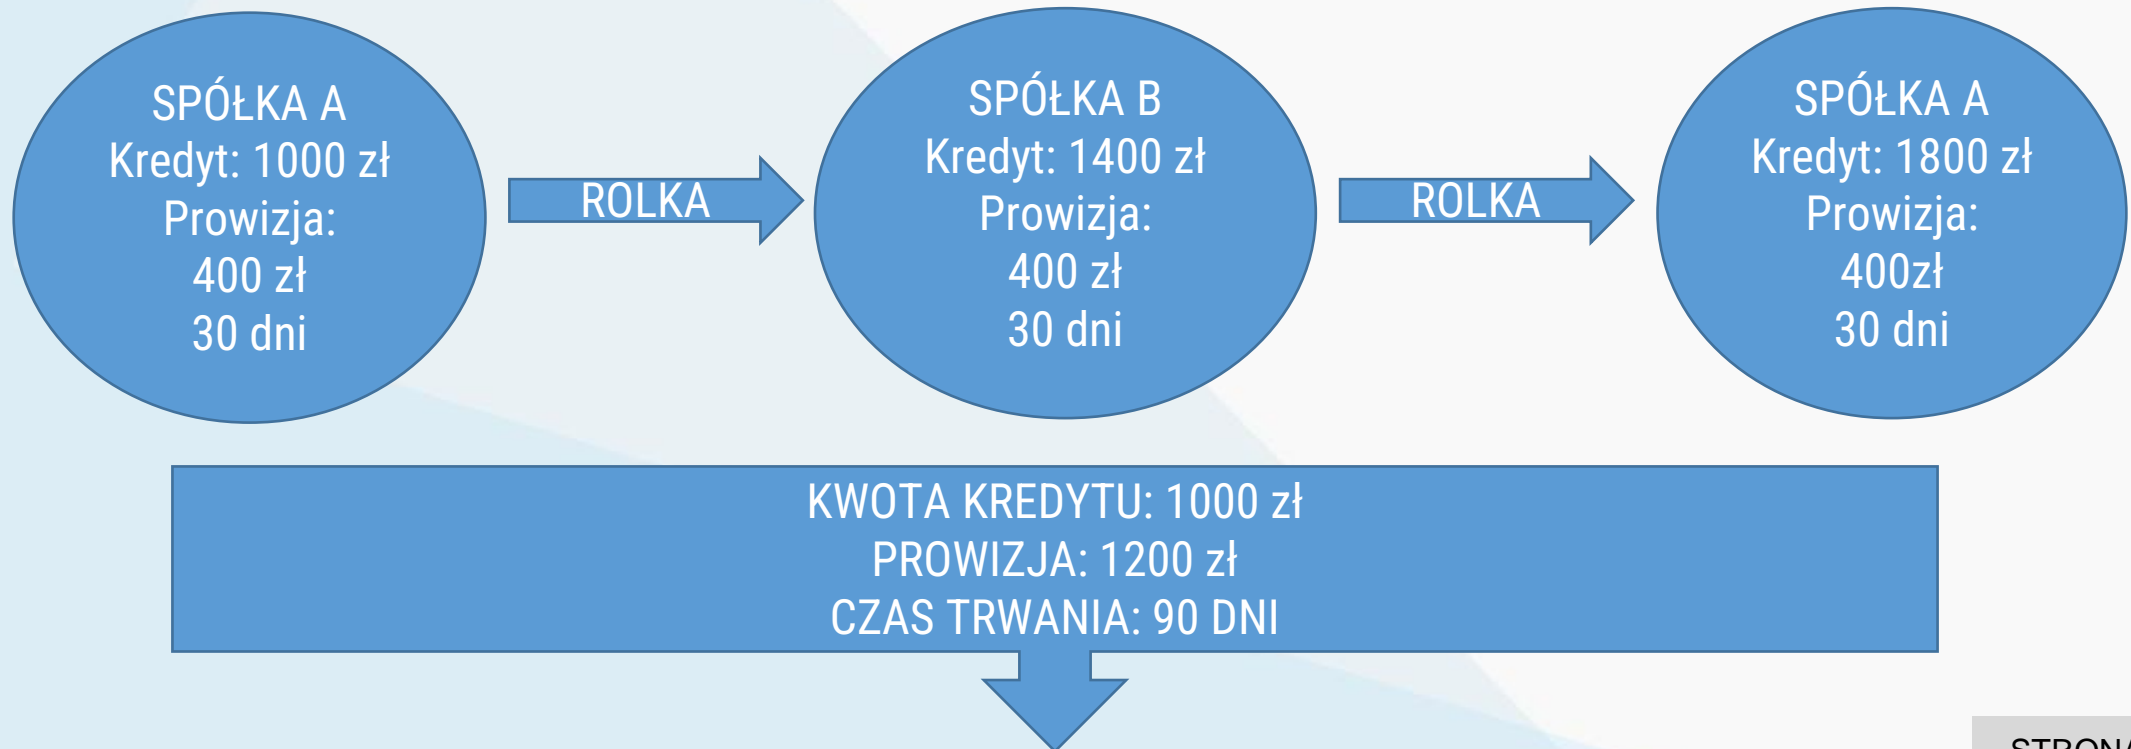 SPÓŁKA A
Kredyt: 1000 zł
Prowizja:
400 zł
30 dni
ROLKA
SPÓŁKA B
Kredyt: 1400 zł
Prowizja:
400 zł
30 dni
ROLKA
SPÓŁKA A
Kredyt: 1800 zł
Prowizja:
400zł
30 dni
KWOTA KREDYTU: 1000 zł
PROWIZJA: 1200 zł
CZAS TRWANIA: 90 DNI